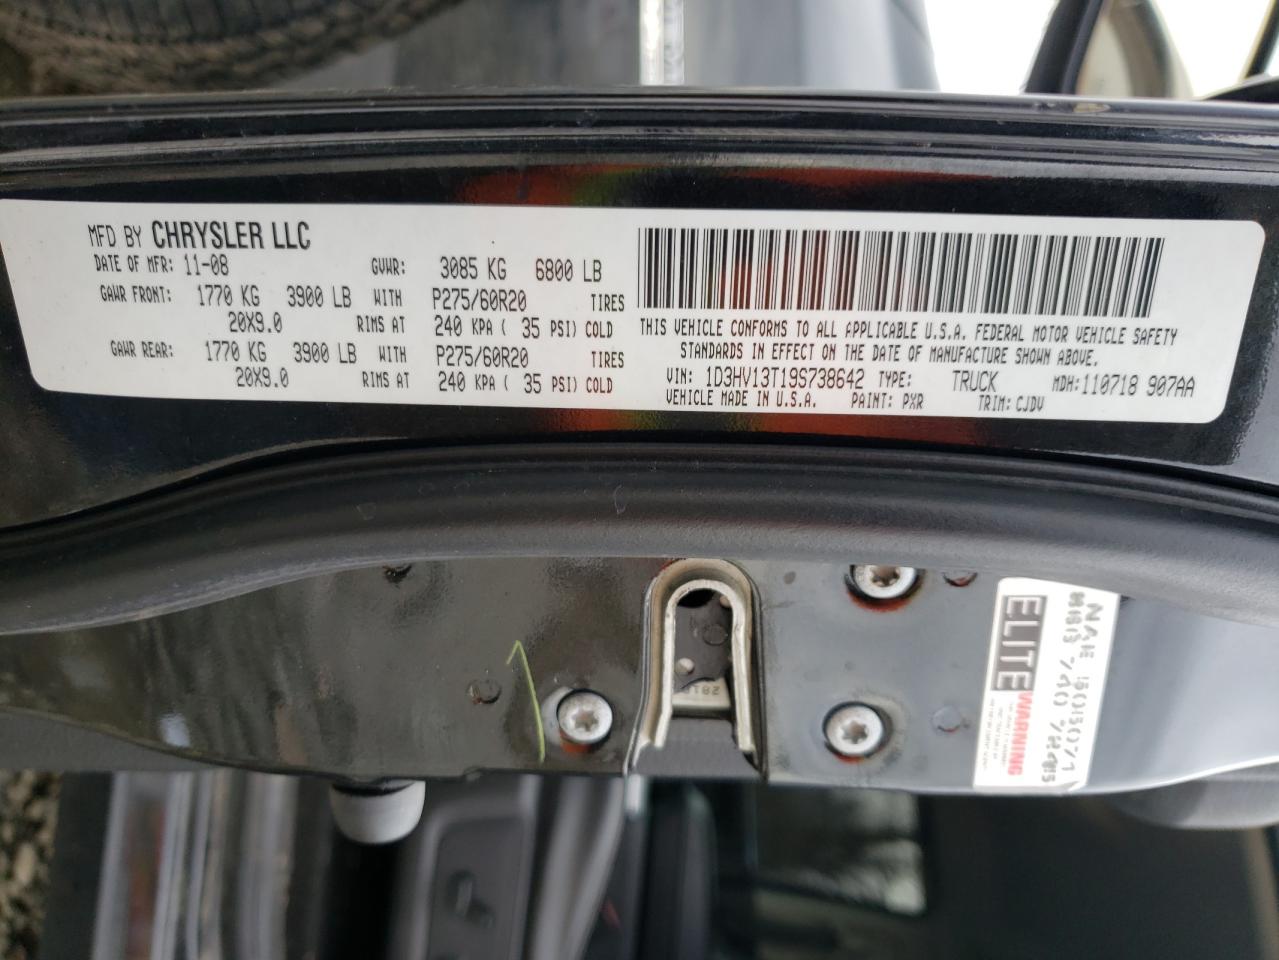 MFD BY CHRYSLER LLC
DATE OF MFR: 11-08 GVWR: 3085 KG 6800 LB
GAWR FRONT: 1770 KG 3900 LB WITH P275/60R20 TIRES
20X9.0 RIMS AT 240 KPA ( 35 PSI) COLD
GAWR REAR: 1770 KG 3900 LB WITH P275/60R20 TIRES
20X9.0 RIMS AT 240 KPA ( 35 PSI) COLD
THIS VEHICLE CONFORMS TO ALL APPLICABLE U.S.A. FEDERAL MOTOR VEHICLE SAFETY
STANDARDS IN EFFECT ON THE DATE OF MANUFACTURE SHOWN ABOVE.
VIN: 1D3HV13T19S738642 TYPE: TRUCK MDH: 110718 907AA
VEHICLE MADE IN U.S.A. PAINT: PXR TRIM: CJDV
ELITE WARNING